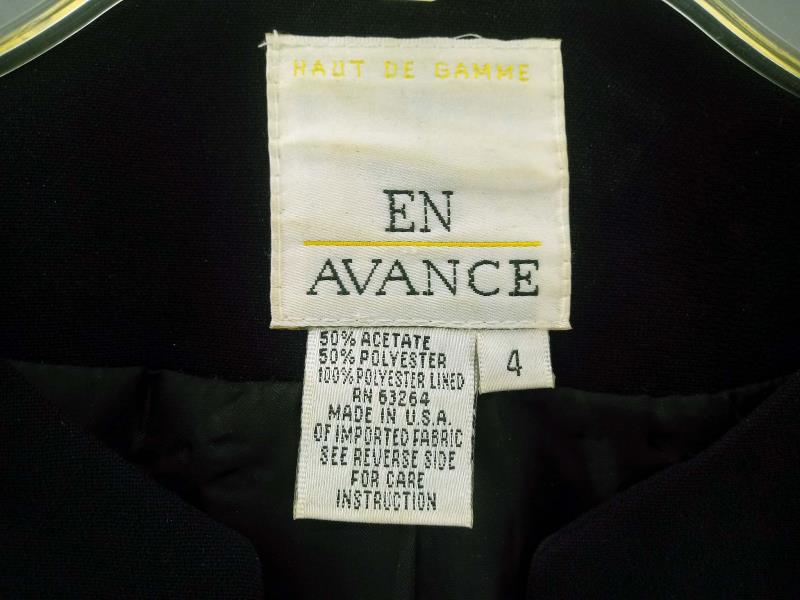 HAUT DE GAMME
EN
AVANCE
50% ACETATE
50% POLYESTER
100% POLYESTER LINED
RN 63264
MADE IN U.S.A.
OF IMPORTED FABRIC
SEE REVERSE SIDE
FOR CARE
INSTRUCTION
4